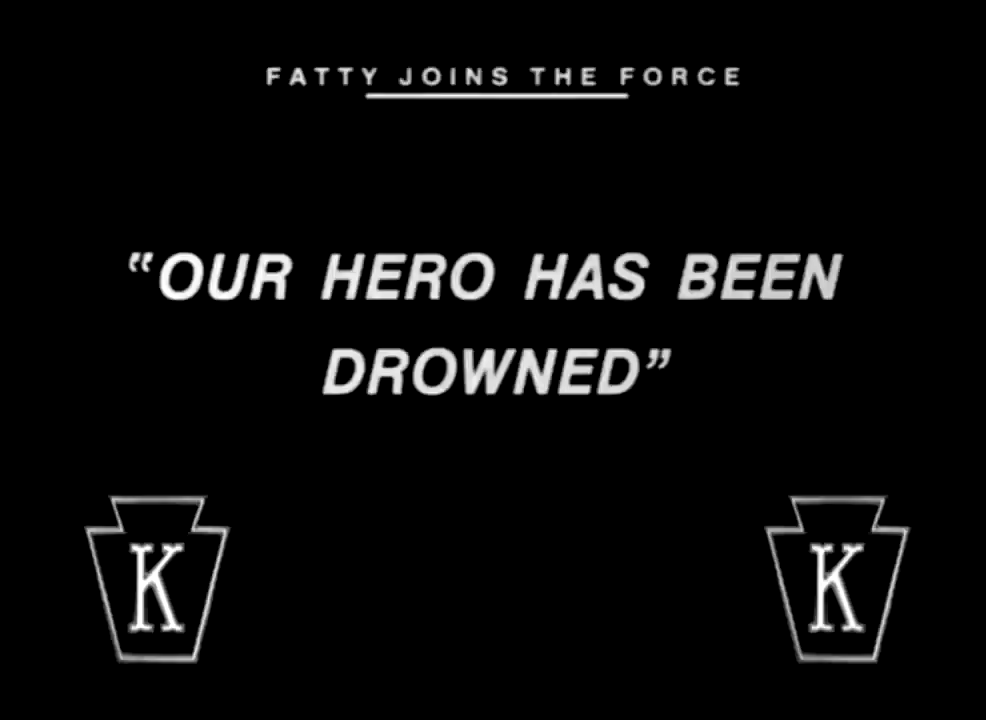 FATTY JOINS THE FORCE
“OUR HERO HAS BEEN
DROWNED”
K K